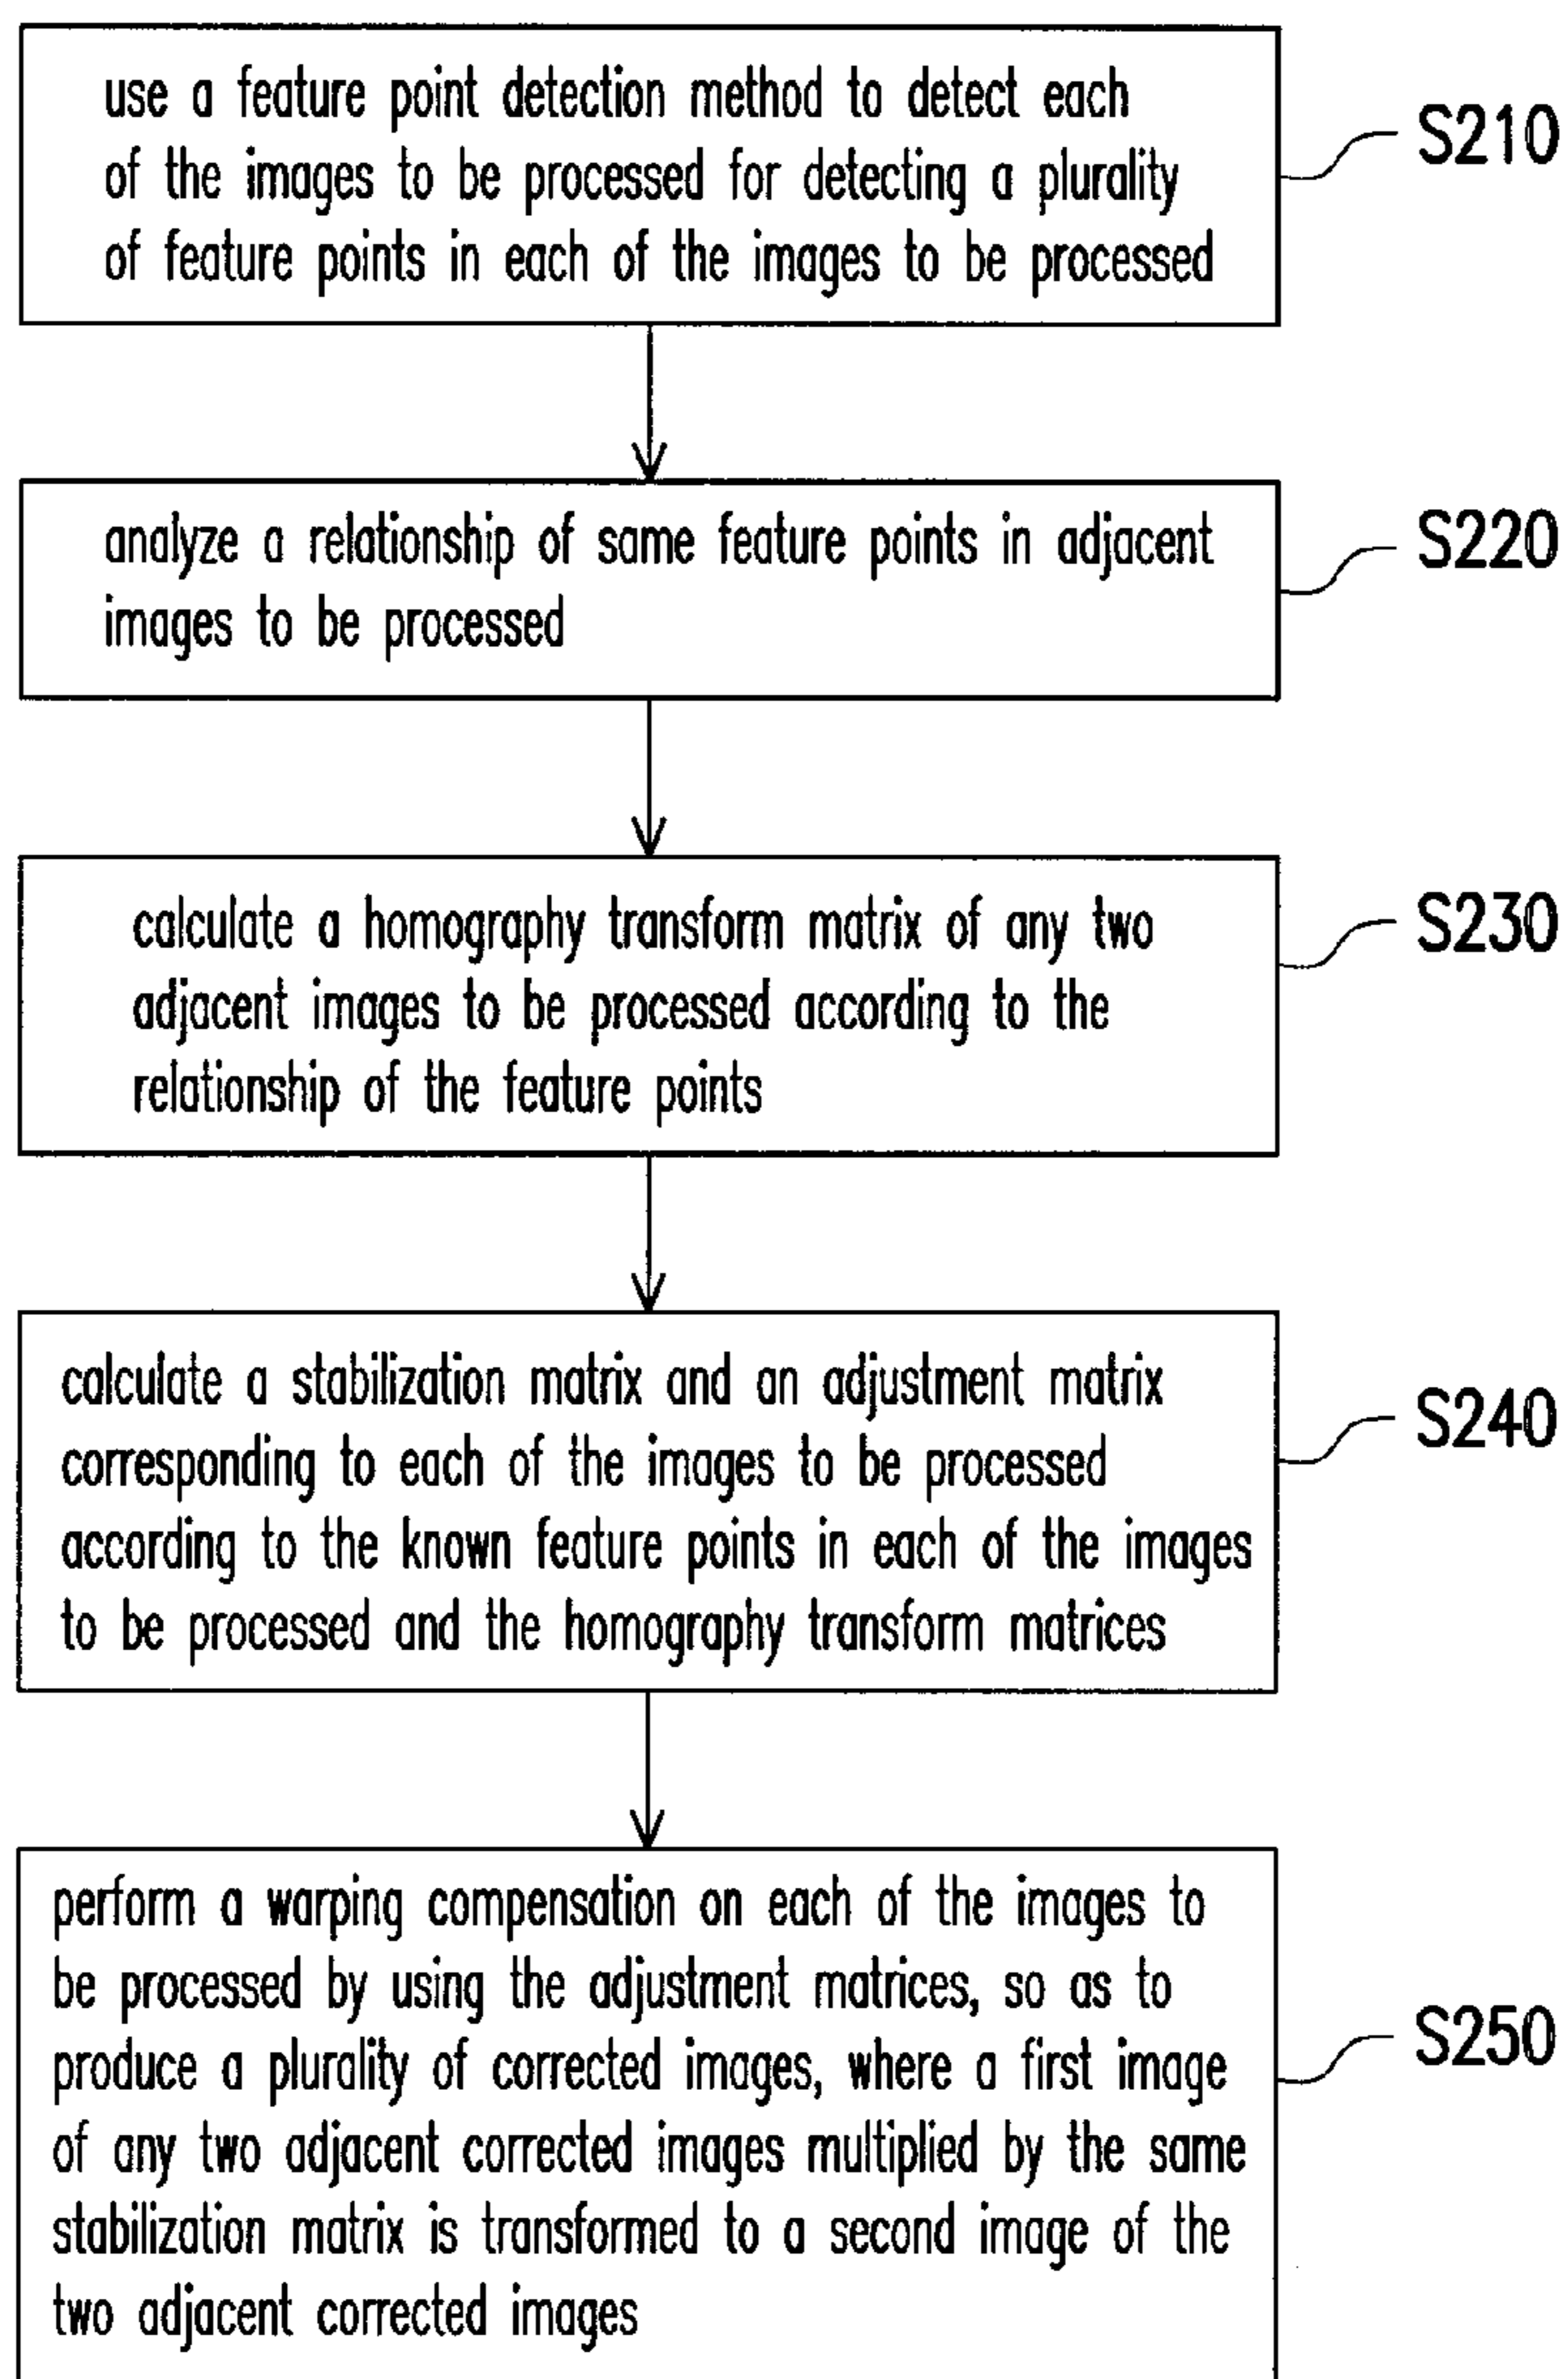 use a feature point detection method to detect each
of the images to be processed for detecting a plurality
of feature points in each of the images to be processed
S210
analyze a relationship of same feature points in adjacent
images to be processed
S220
calculate a homography transform matrix of any two
adjacent images to be processed according to the
relationship of the feature points
S230
calculate a stabilization matrix and an adjustment matrix
corresponding to each of the images to be processed
according to the known feature points in each of the images
to be processed and the homography transform matrices
S240
perform a warping compensation on each of the images to
be processed by using the adjustment matrices, so as to
produce a plurality of corrected images, where a first image
of any two adjacent corrected images multiplied by the same
stabilization matrix is transformed to a second image of the
two adjacent corrected images
S250